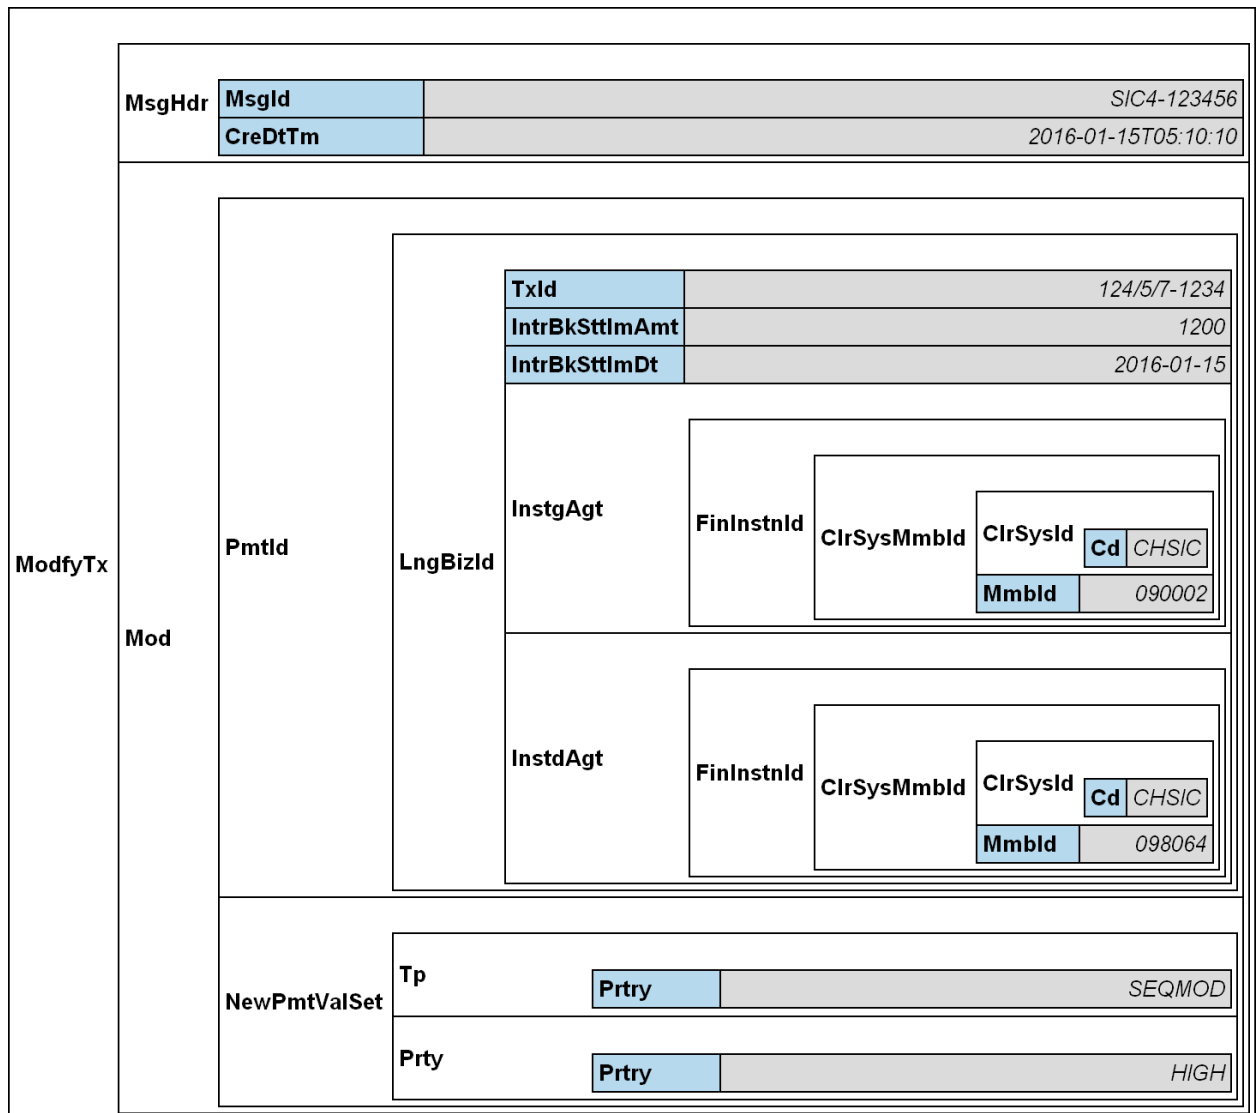 MsgHdr
MsgId SIC4-123456
CreDtTm 2016-01-15T05:10:10
ModfyTx
Mod
PmtId
LngBizId
TxId 124/5/7-1234
IntrBkSttlmAmt 1200
IntrBkSttlmDt 2016-01-15
InstgAgt
FinInstnId
ClrSysMmbId
ClrSysId
Cd CHSIC
MmbId 090002
InstdAgt
FinInstnId
ClrSysMmbId
ClrSysId
Cd CHSIC
MmbId 098064
NewPmtValSet
Tp
Prtry SEQMOD
Prty
Prtry HIGH